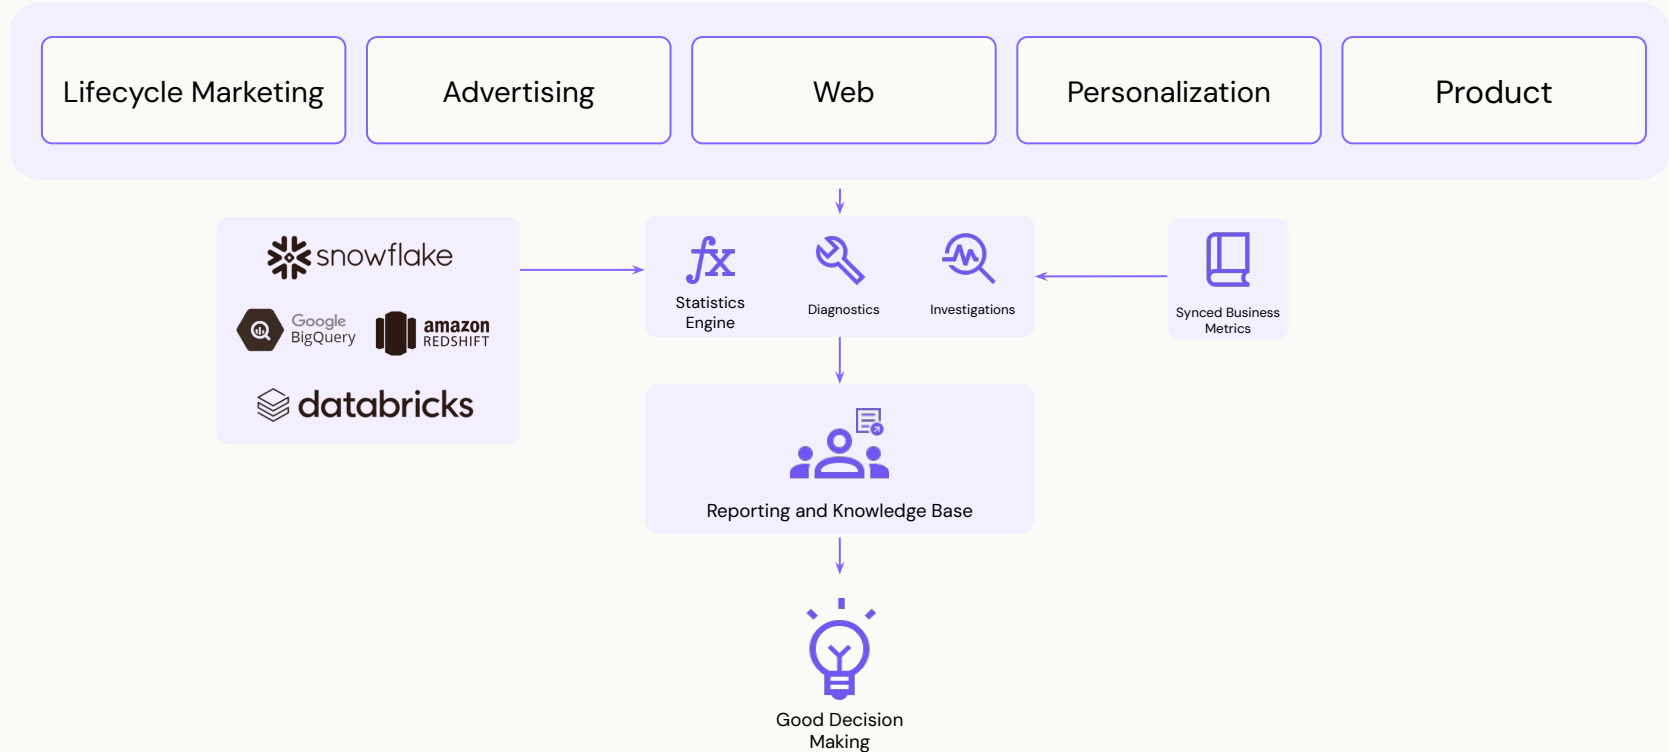 Lifecycle Marketing
Advertising
Web
Personalization
Product
snowflake
Google
BigQuery
amazon
REDSHIFT
databricks
fx
Statistics
Engine
Diagnostics
Investigations
Synced Business
Metrics
Reporting and Knowledge Base
Good Decision
Making